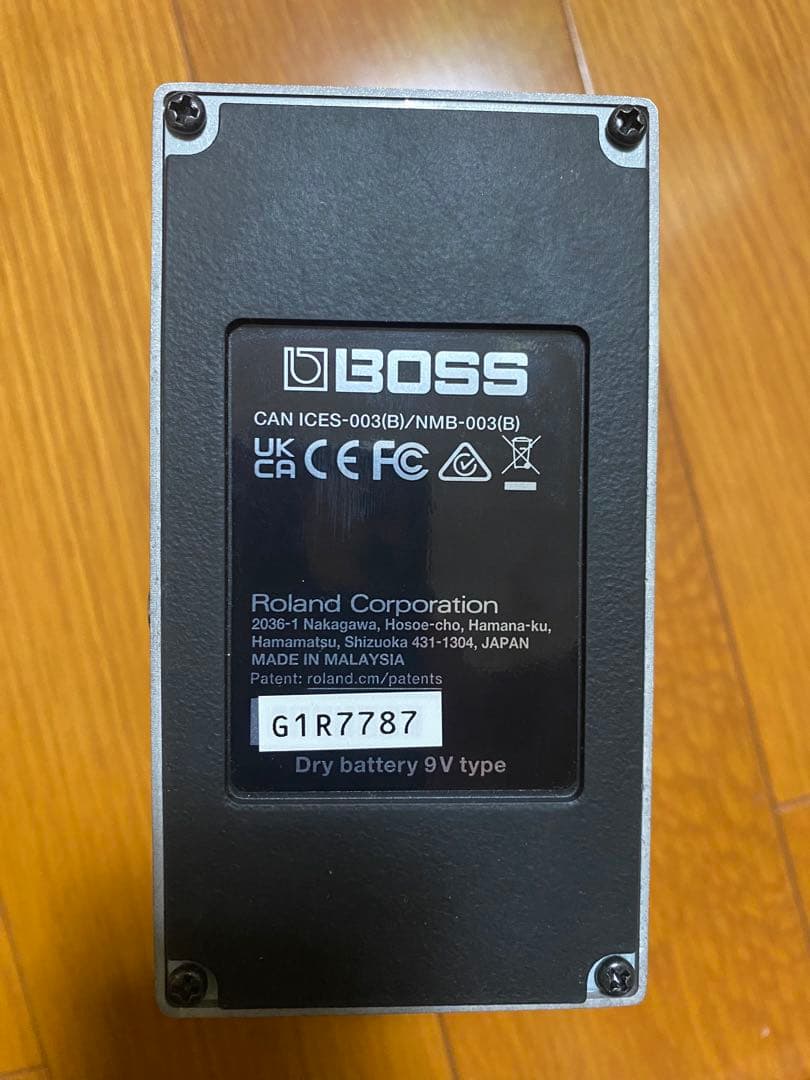 BOSS
CAN ICES-003(B)/NMB-003(B)
UK CA CE FC
Roland Corporation
2036-1 Nakagawa, Hosoe-cho, Hamana-ku,
Hamamatsu, Shizuoka 431-1304, JAPAN
MADE IN MALAYSIA
Patent: roland.cm/patents
G1R7787
Dry battery 9V type